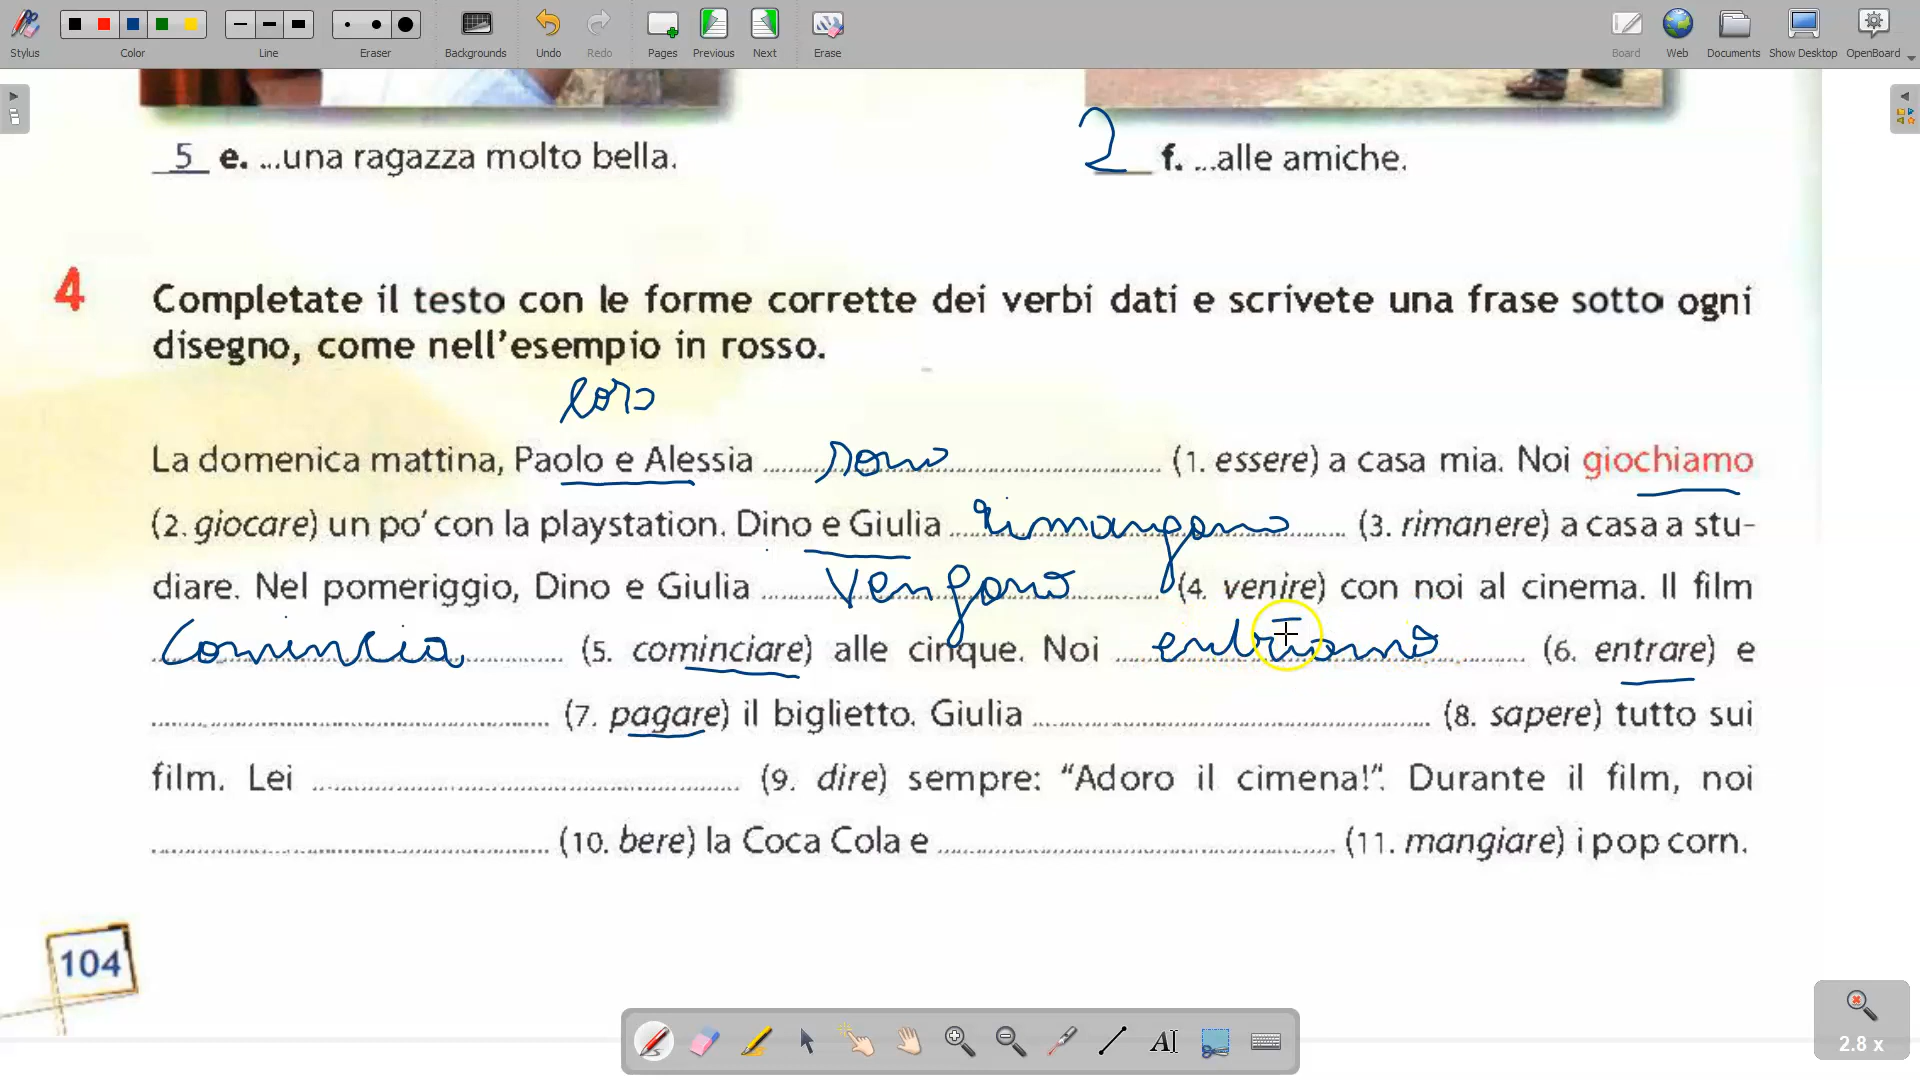 Stylus Color Line Eraser Backgrounds Undo Redo Pages Previous Next Erase Board Web Documents Show Desktop OpenBoard
5 e. ...una ragazza molto bella.
2 f. ...alle amiche.
4 Completate il testo con le forme corrette dei verbi dati e scrivete una frase sotto ogni
disegno, come nell'esempio in rosso.
loro
La domenica mattina, Paolo e Alessia sono (1. essere) a casa mia. Noi giochiamo
(2. giocare) un po' con la playstation. Dino e Giulia rimangono (3. rimanere) a casa a stu-
diare. Nel pomeriggio, Dino e Giulia vengono (4. venire) con noi al cinema. Il film
comincia (5. cominciare) alle cinque. Noi entriamo (6. entrare) e
(7. pagare) il biglietto. Giulia (8. sapere) tutto sui
film. Lei (9. dire) sempre: "Adoro il cimena!". Durante il film, noi
(10. bere) la Coca Cola e (11. mangiare) i pop corn.
104
AI
2.8 x